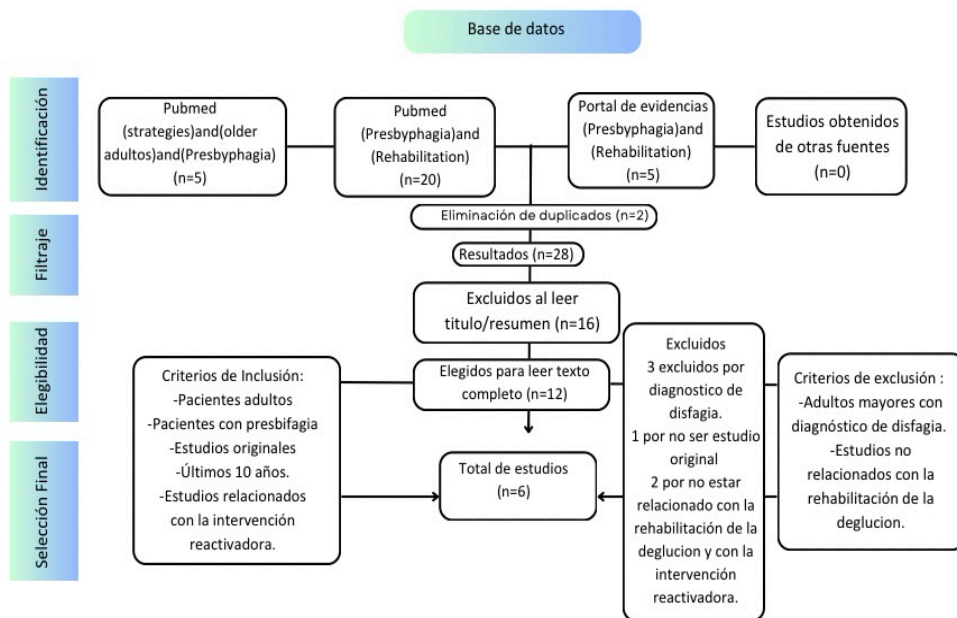 Base de datos
Identificación
Pubmed
(strategies)and(older
adultos)and(Presbyphagia)
(n=5)
Pubmed
(Presbyphagia)and
(Rehabilitation)
(n=20)
Portal de evidencias
(Presbyphagia)and
(Rehabilitation)
(n=5)
Estudios obtenidos
de otras fuentes
(n=0)
Filtraje
Eliminación de duplicados (n=2)
Resultados (n=28)
Excluidos al leer
titulo/resumen (n=16)
Elegibilidad
Criterios de Inclusión:
-Pacientes adultos
-Pacientes con presbifagia
-Estudios originales
-Últimos 10 años.
-Estudios relacionados
con la intervención
reactivadora.
Elegidos para leer texto
completo (n=12)
Excluidos
3 excluidos por
diagnostico de
disfagia.
1 por no ser estudio
original
2 por no estar
relacionado con la
rehabilitación de la
deglucion y con la
intervención
reactivadora.
Criterios de exclusión :
-Adultos mayores con
diagnóstico de disfagia.
-Estudios no
relacionados con la
rehabilitación de la
deglucion.
Selección Final
Total de estudios
(n=6)